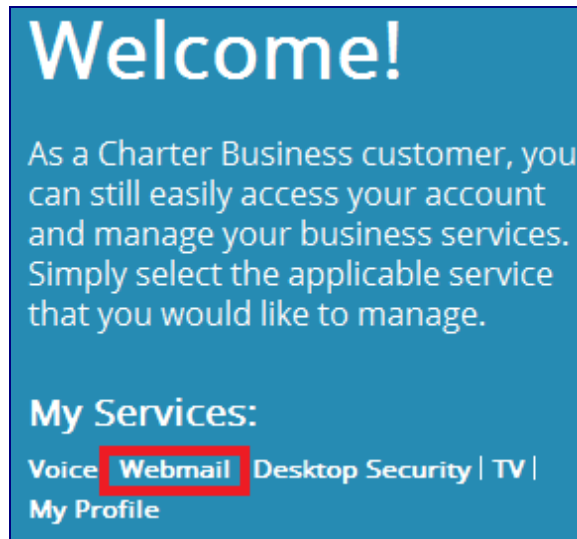 Welcome!
As a Charter Business customer, you
can still easily access your account
and manage your business services.
Simply select the applicable service
that you would like to manage.
My Services:
Voice Webmail Desktop Security | TV |
My Profile